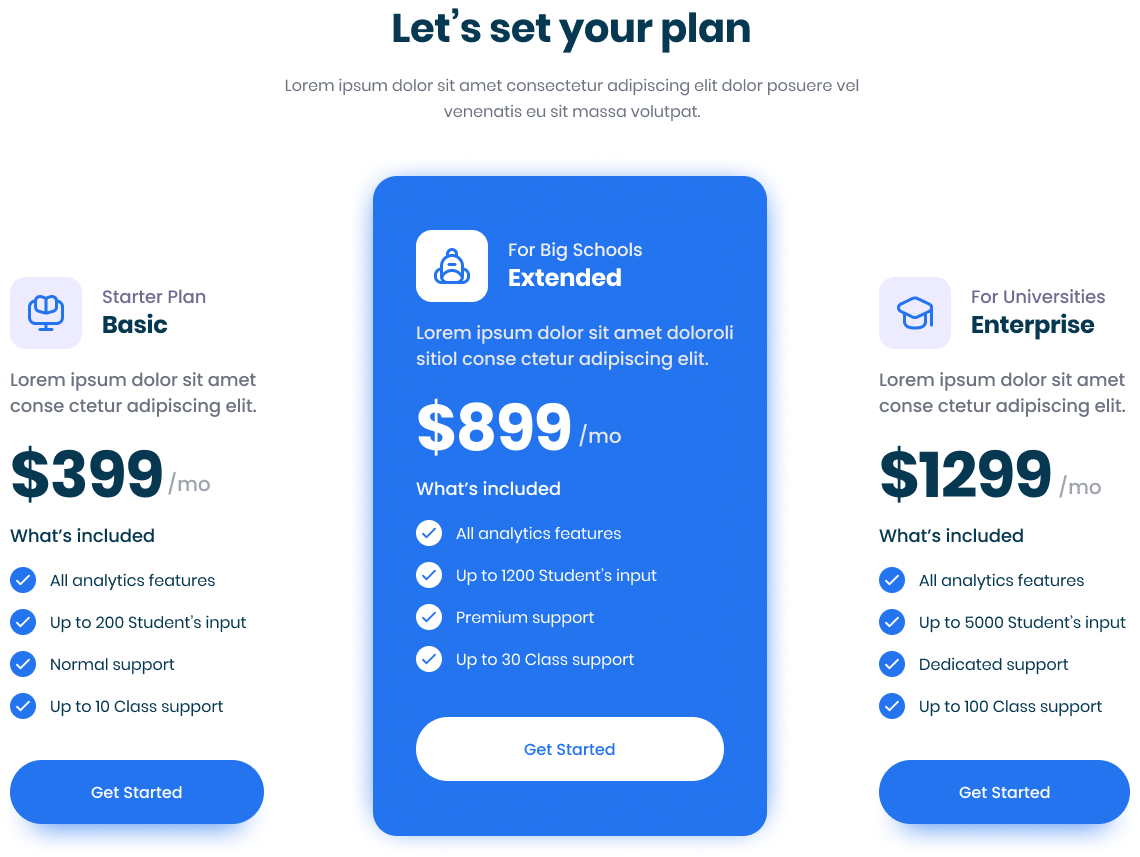 Let’s set your plan
Lorem ipsum dolor sit amet consectetur adipiscing elit dolor posuere vel
venenatis eu sit massa volutpat.
Starter Plan
Basic
Lorem ipsum dolor sit amet
conse ctetur adipiscing elit.
$399 /mo
What’s included
All analytics features
Up to 200 Student’s input
Normal support
Up to 10 Class support
Get Started
For Big Schools
Extended
Lorem ipsum dolor sit amet doloroli
sitiol conse ctetur adipiscing elit.
$899 /mo
What’s included
All analytics features
Up to 1200 Student’s input
Premium support
Up to 30 Class support
Get Started
For Universities
Enterprise
Lorem ipsum dolor sit amet
conse ctetur adipiscing elit.
$1299 /mo
What’s included
All analytics features
Up to 5000 Student’s input
Dedicated support
Up to 100 Class support
Get Started